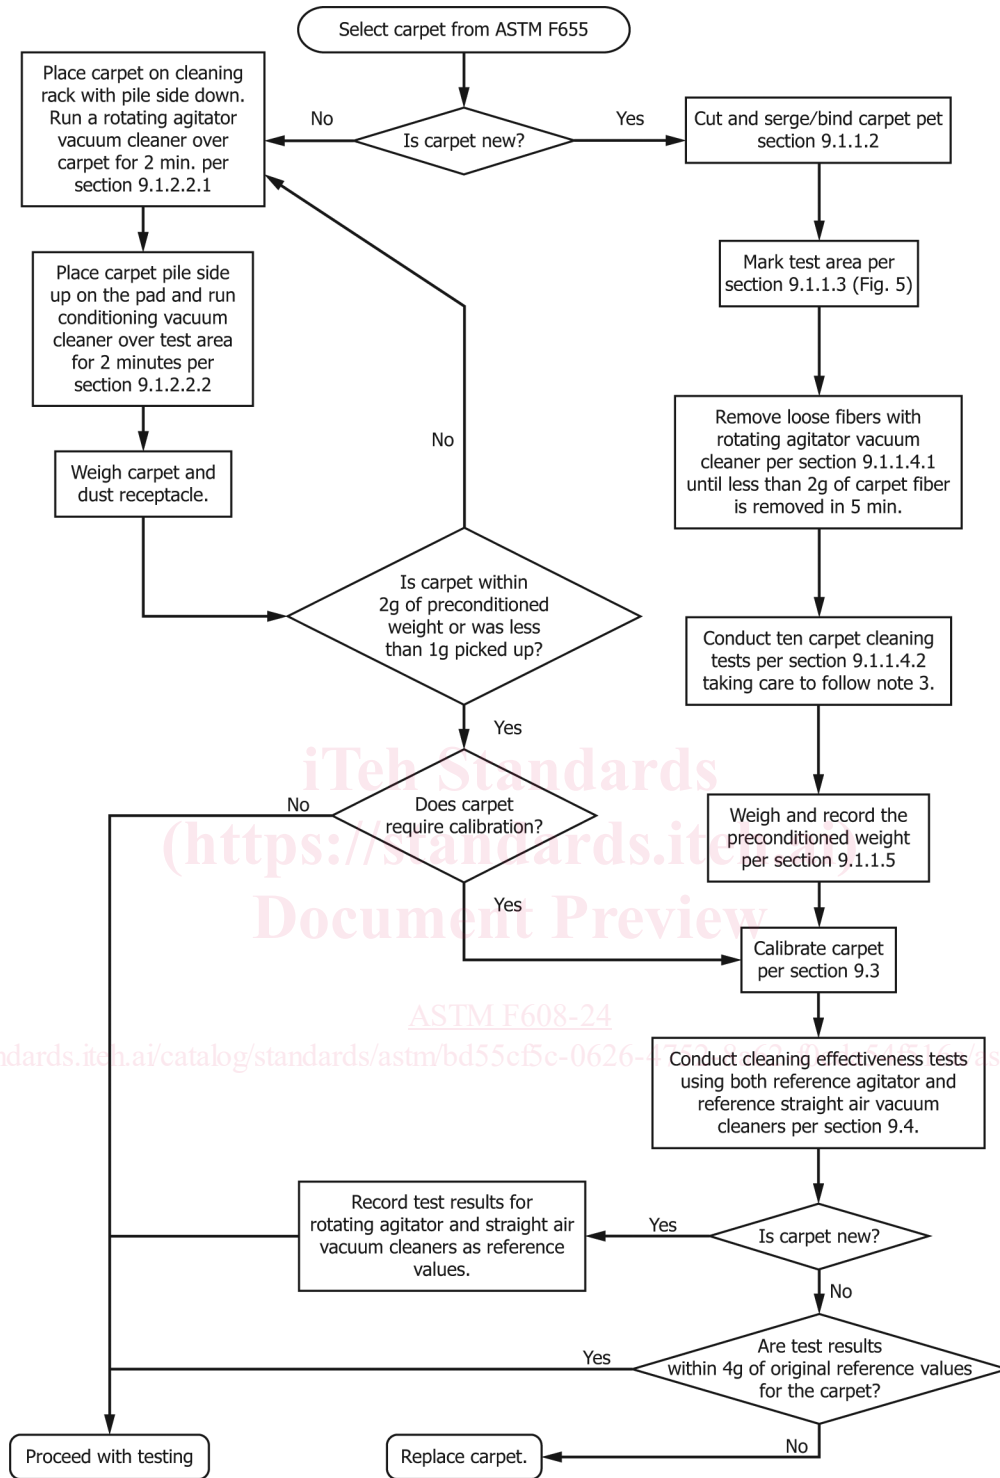 Select carpet from ASTM F655
Is carpet new?
No
Yes
Place carpet on cleaning
rack with pile side down.
Run a rotating agitator
vacuum cleaner over
carpet for 2 min. per
section 9.1.2.2.1
Cut and serge/bind carpet pet
section 9.1.1.2
Place carpet pile side
up on the pad and run
conditioning vacuum
cleaner over test area
for 2 minutes per
section 9.1.2.2.2
Mark test area per
section 9.1.1.3 (Fig. 5)
Weigh carpet and
dust receptacle.
No
Remove loose fibers with
rotating agitator vacuum
cleaner per section 9.1.1.4.1
until less than 2g of carpet fiber
is removed in 5 min.
Is carpet within
2g of preconditioned
weight or was less
than 1g picked up?
Conduct ten carpet cleaning
tests per section 9.1.1.4.2
taking care to follow note 3.
Yes
iTeh Standards
(https://standards.iteh.ai)
Document Preview
No
Does carpet
require calibration?
Weigh and record the
preconditioned weight
per section 9.1.1.5
Yes
Calibrate carpet
per section 9.3
ASTM F608-24
ndards.iteh.ai/catalog/standards/astm/bd55cf5c-0626-
Conduct cleaning effectiveness tests
using both reference agitator and
reference straight air vacuum
cleaners per section 9.4.
Record test results for
rotating agitator and straight air
vacuum cleaners as reference
values.
Yes
Is carpet new?
No
Are test results
within 4g of original reference values
for the carpet?
Yes
No
Proceed with testing
Replace carpet.